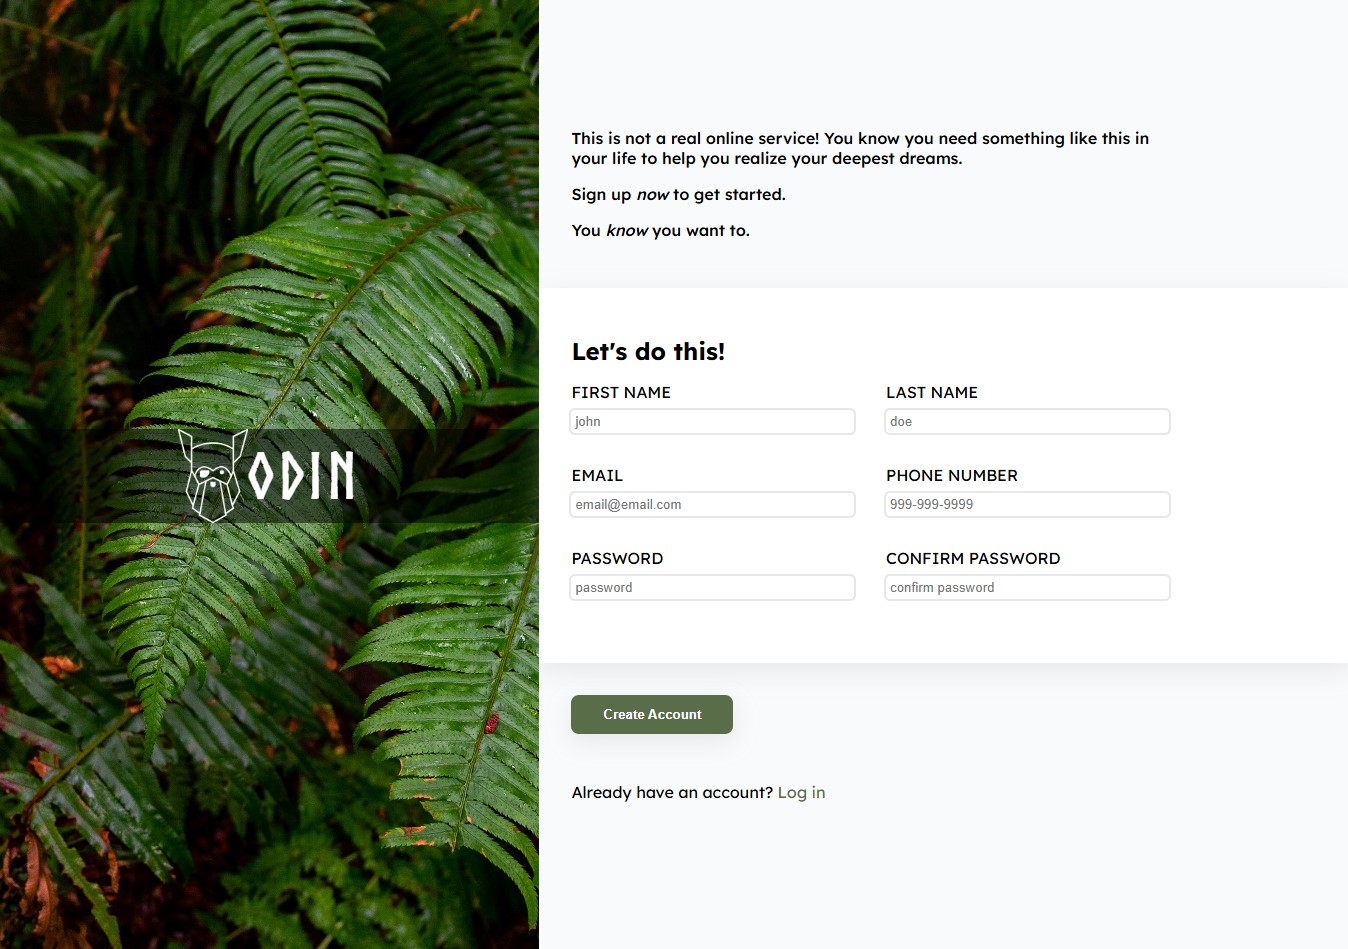 ODIN
This is not a real online service! You know you need something like this in
your life to help you realize your deepest dreams.
Sign up now to get started.
You know you want to.
Let's do this!
FIRST NAME LAST NAME
john doe
EMAIL PHONE NUMBER
email@email.com 999-999-9999
PASSWORD CONFIRM PASSWORD
password confirm password
Create Account
Already have an account? Log in